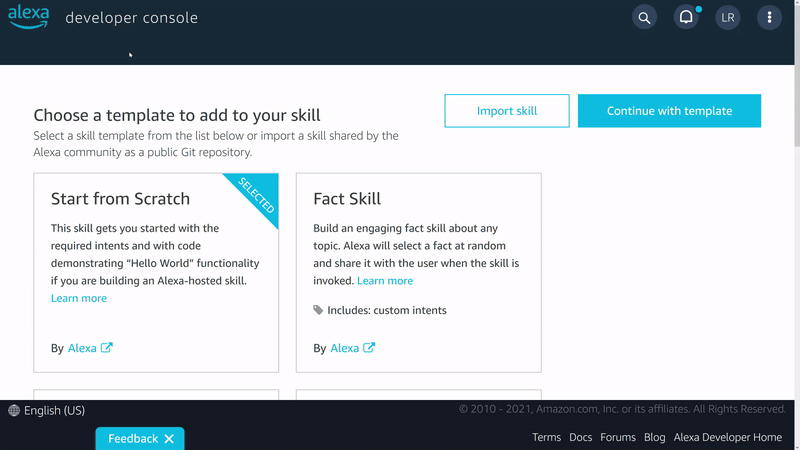 alexa
developer console
LR
Choose a template to add to your skill
Select a skill template from the list below or import a skill shared by the
Alexa community as a public Git repository.
Import skill
Continue with template
Start from Scratch
SELECTED
This skill gets you started with the
required intents and with code
demonstrating “Hello World” functionality
if you are building an Alexa-hosted skill.
Learn more
By Alexa
Fact Skill
Build an engaging fact skill about any
topic. Alexa will select a fact at random
and share it with the user when the skill is
invoked. Learn more
Includes: custom intents
By Alexa
English (US)
© 2010 - 2021, Amazon.com, Inc. or its affiliates. All Rights Reserved.
Feedback
Terms Docs Forums Blog Alexa Developer Home